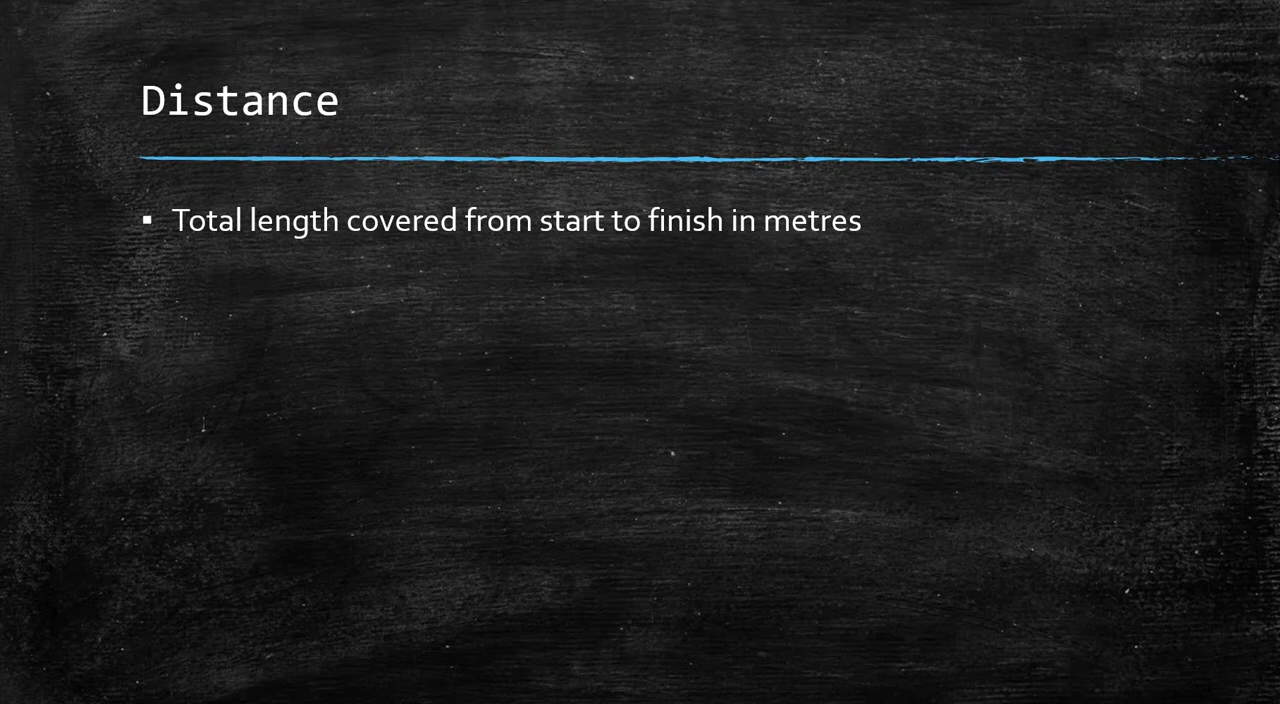 Distance
▪ Total length covered from start to finish in metres